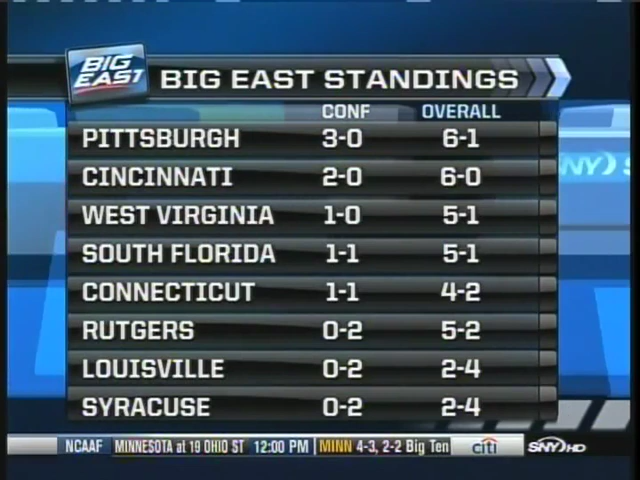 BIG EAST
BIG EAST STANDINGS
CONF OVERALL
PITTSBURGH 3-0 6-1
CINCINNATI 2-0 6-0
WEST VIRGINIA 1-0 5-1
SOUTH FLORIDA 1-1 5-1
CONNECTICUT 1-1 4-2
RUTGERS 0-2 5-2
LOUISVILLE 0-2 2-4
SYRACUSE 0-2 2-4
SNY
NCAAF MINNESOTA at 19 OHIO ST 12:00 PM MINN 4-3, 2-2 Big Ten citi SNY HD